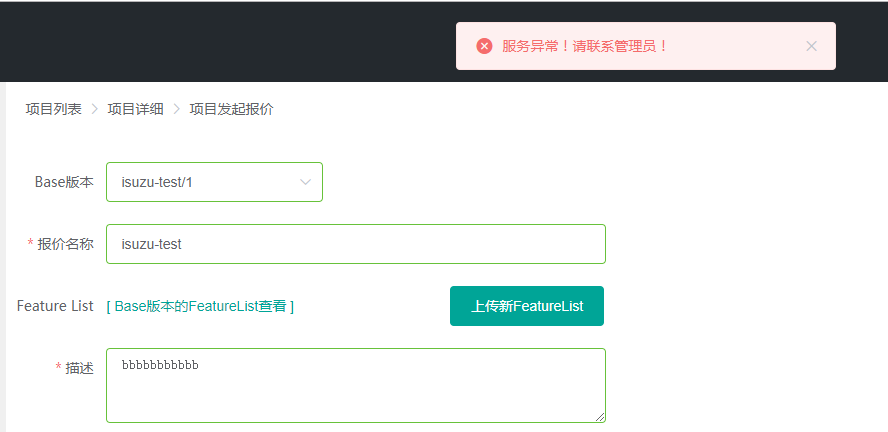 服务异常！请联系管理员！
项目列表 > 项目详细 > 项目发起报价
Base版本 isuzu-test/1
* 报价名称 isuzu-test
Feature List [ Base版本的FeatureList查看 ] 上传新FeatureList
* 描述 bbbbbbbbbbb